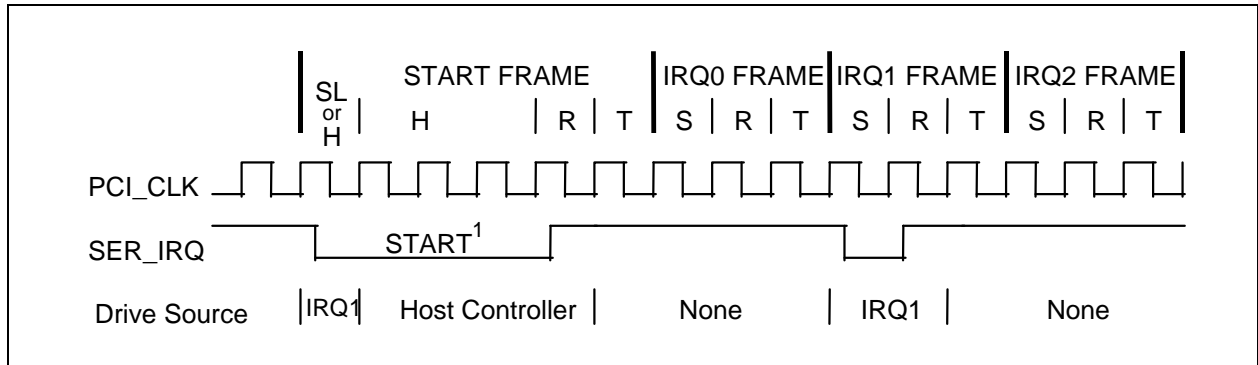 START FRAME IRQ0 FRAME IRQ1 FRAME IRQ2 FRAME
SL
or
H
H R T S R T S R T S R T
PCI_CLK
SER_IRQ START1
Drive Source IRQ1 Host Controller None IRQ1 None